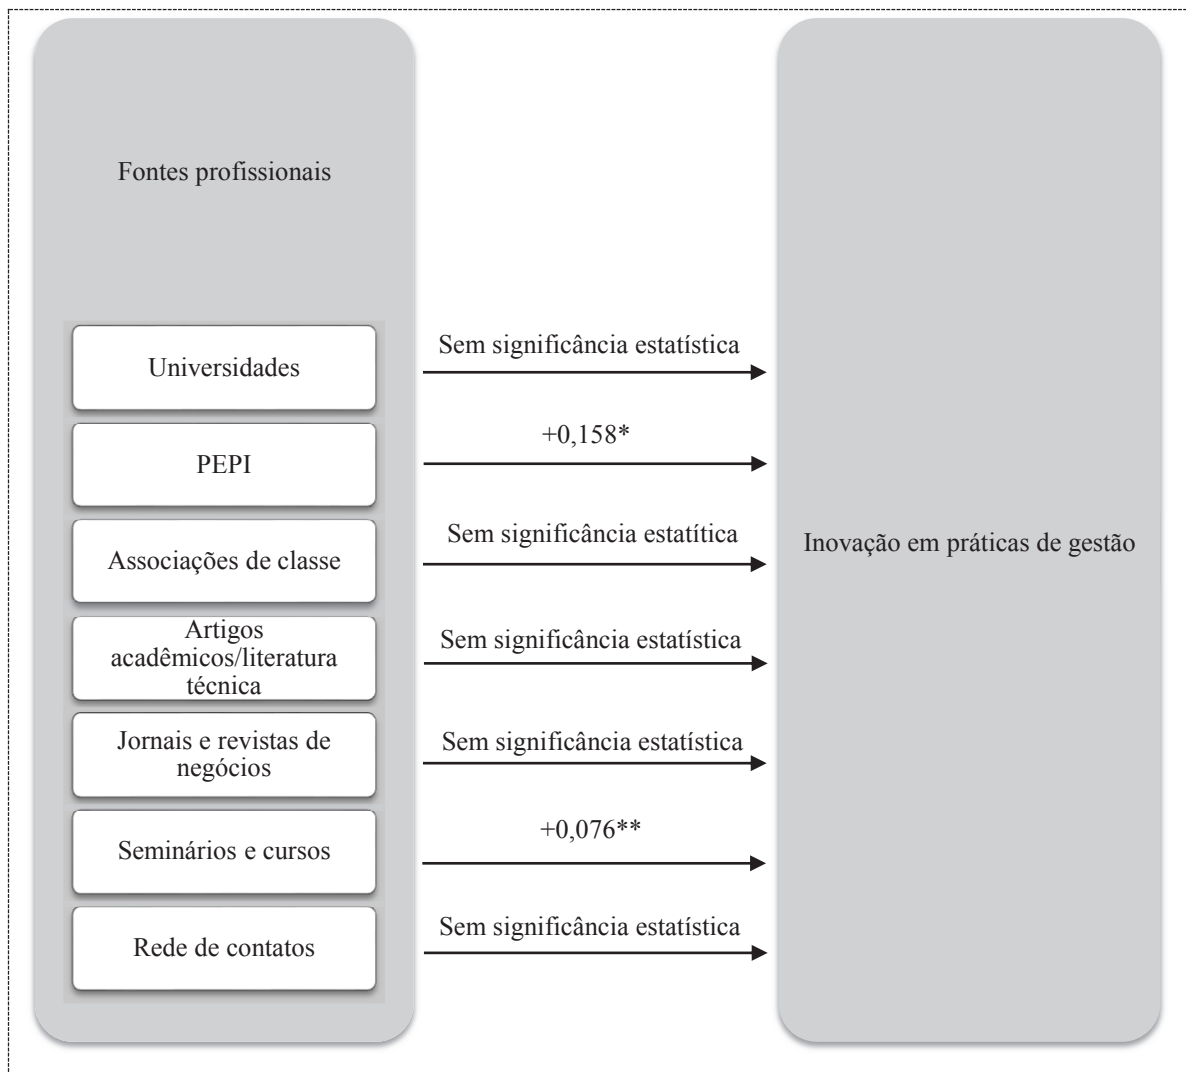 Fontes profissionais
Universidades
Sem significância estatística
PEPI
+0,158*
Associações de classe
Sem significância estatítica
Artigos
acadêmicos/literatura
técnica
Sem significância estatística
Jornais e revistas de
negócios
Sem significância estatística
Seminários e cursos
+0,076**
Rede de contatos
Sem significância estatística
Inovação em práticas de gestão